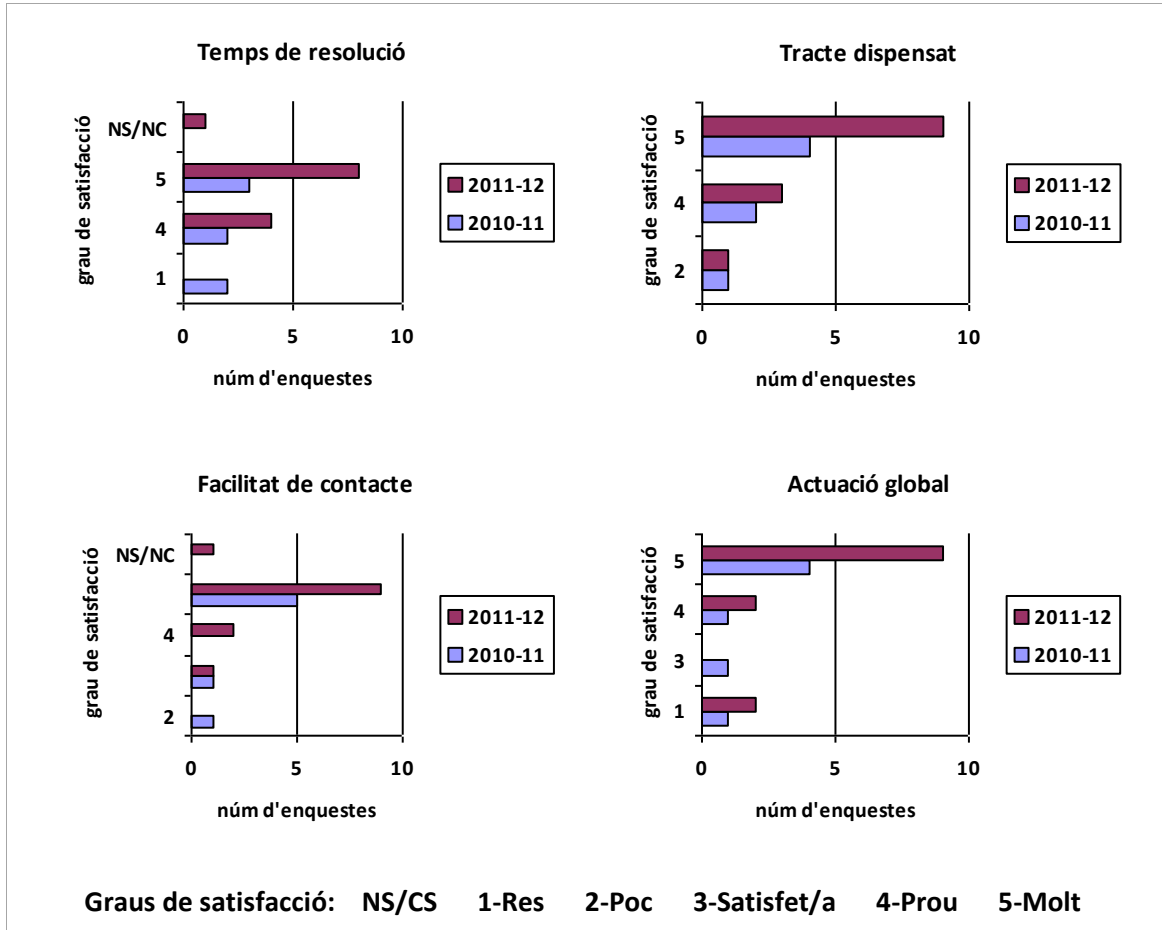 Temps de resolució
grau de satisfacció
NS/NC
5
4
1
0 5 10
núm d'enquestes
2011-12
2010-11
Tracte dispensat
grau de satisfacció
5
4
2
0 5 10
núm d'enquestes
2011-12
2010-11
Facilitat de contacte
grau de satisfacció
NS/NC
4
2
0 5 10
núm d'enquestes
2011-12
2010-11
Actuació global
grau de satisfacció
5
4
3
1
0 5 10
núm d'enquestes
2011-12
2010-11
Graus de satisfacció: NS/CS 1-Res 2-Poc 3-Satisfet/a 4-Prou 5-Molt